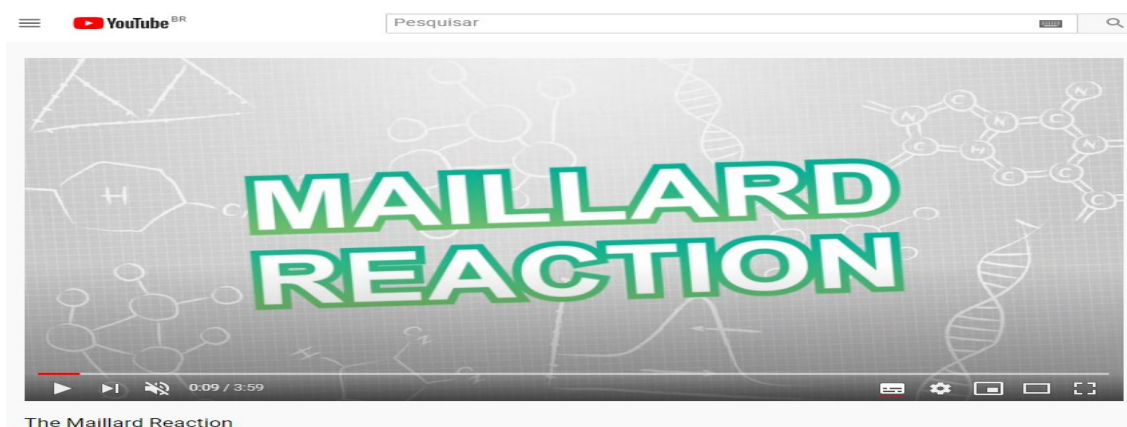 YouTube BR
Pesquisar
MAILLARD
REACTION
0:09 / 3:59
The Maillard Reaction